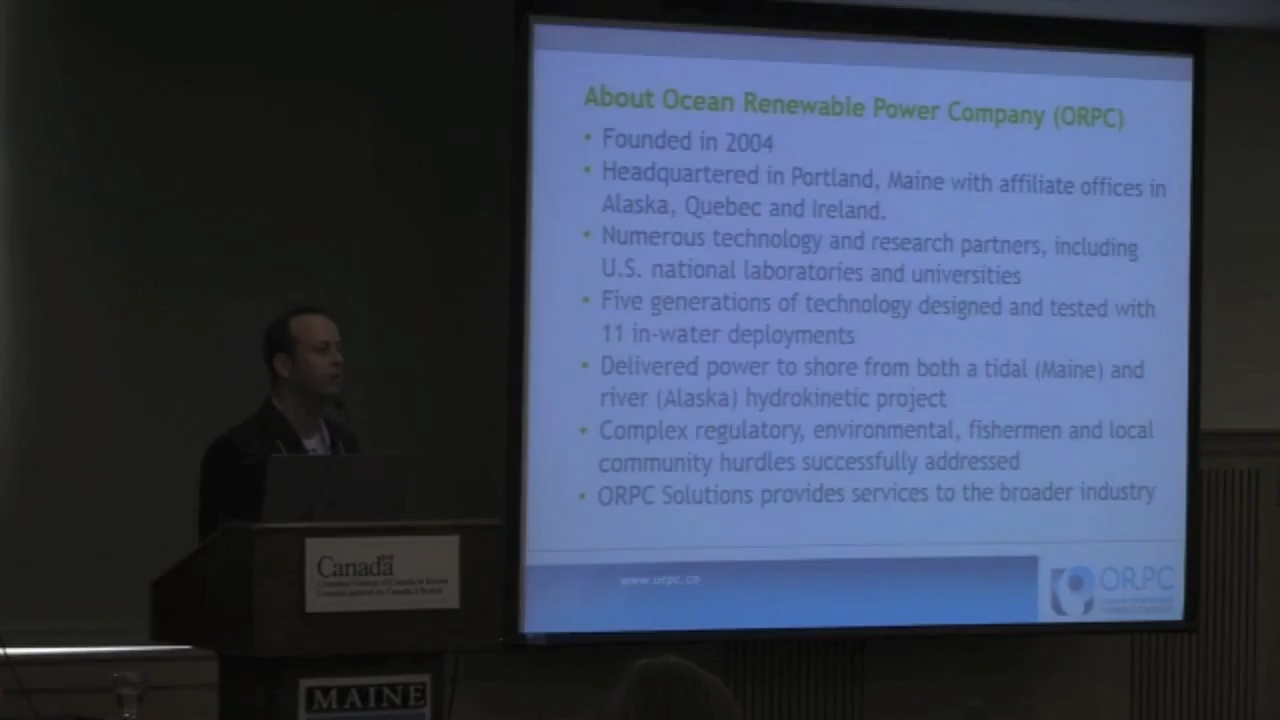 About Ocean Renewable Power Company (ORPC)
• Founded in 2004
• Headquartered in Portland, Maine with affiliate offices in
Alaska, Quebec and Ireland.
• Numerous technology and research partners, including
U.S. national laboratories and universities
• Five generations of technology designed and tested with
11 in-water deployments
• Delivered power to shore from both a tidal (Maine) and
river (Alaska) hydrokinetic project
• Complex regulatory, environmental, fishermen and local
community hurdles successfully addressed
• ORPC Solutions provides services to the broader industry
www.orpc.co
ORPC
Canada
MAINE